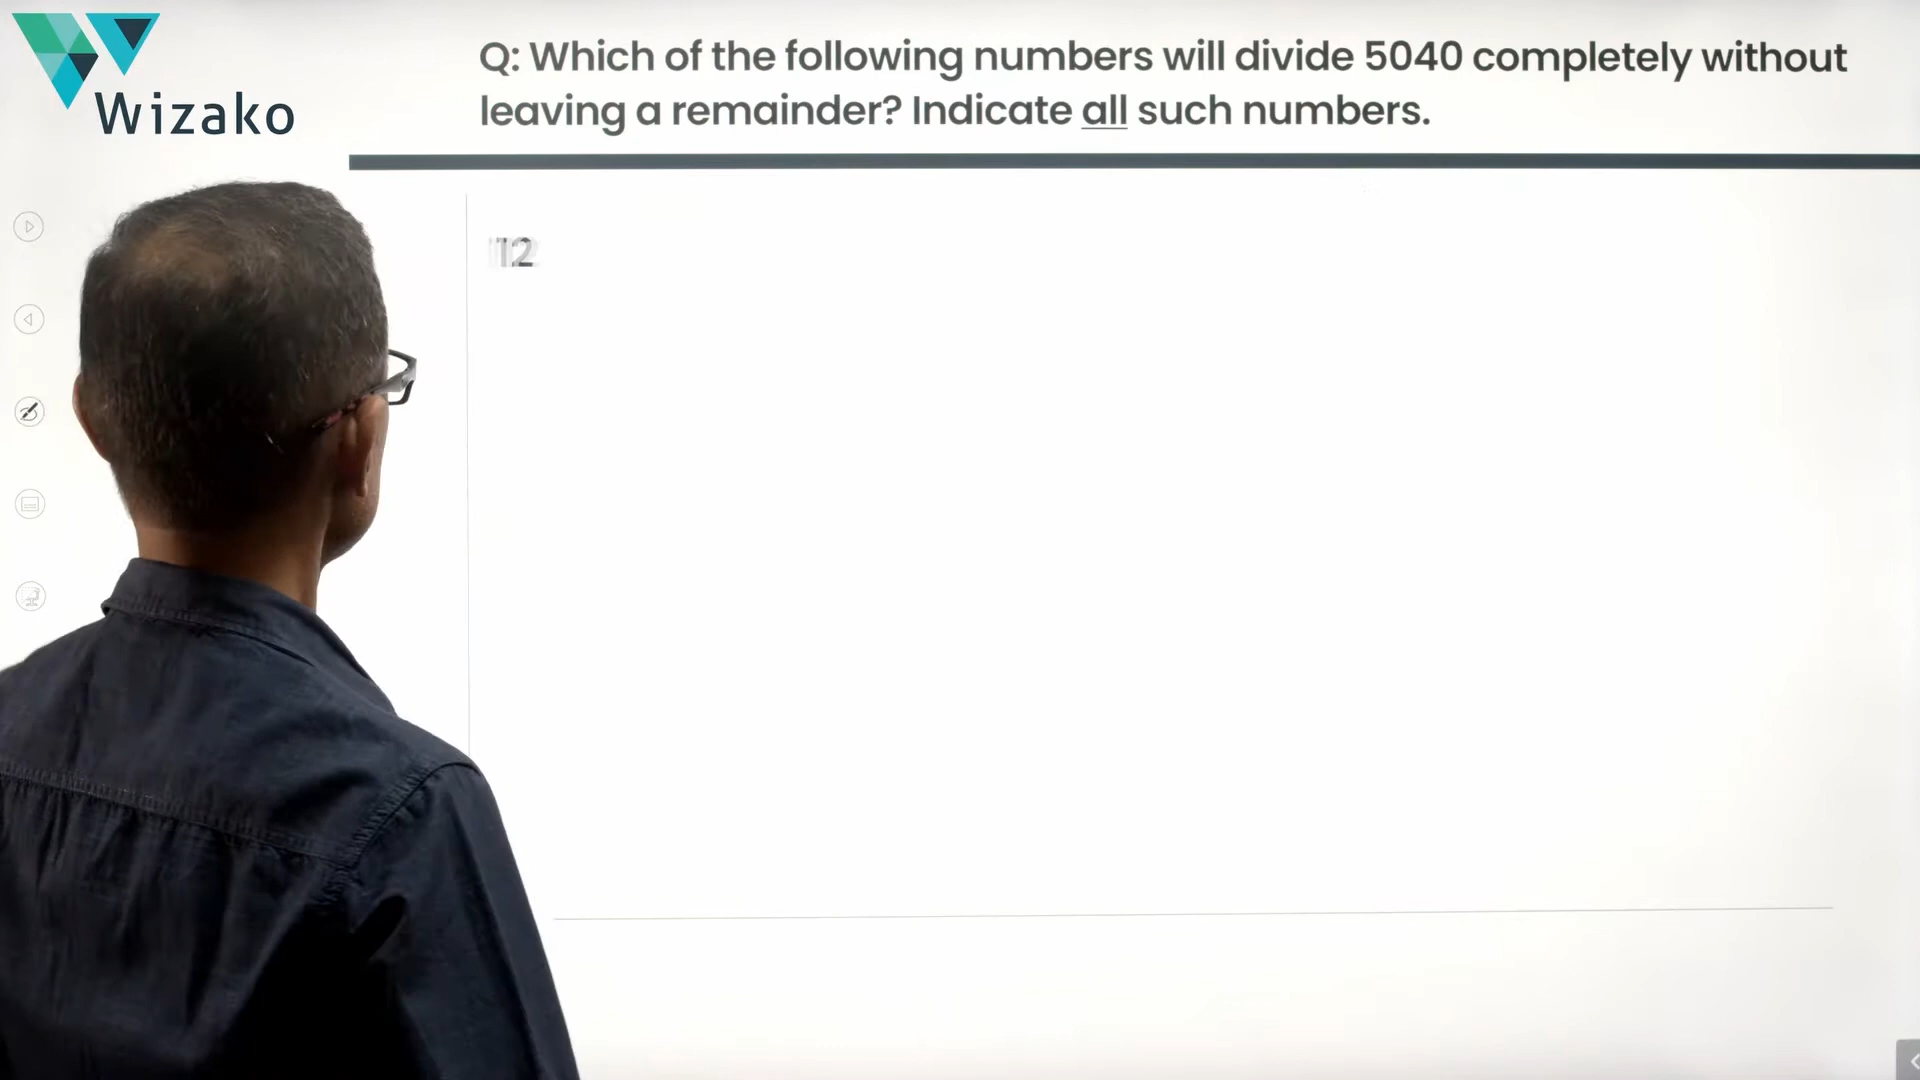 Wizako
Q: Which of the following numbers will divide 5040 completely without
leaving a remainder? Indicate all such numbers.
12